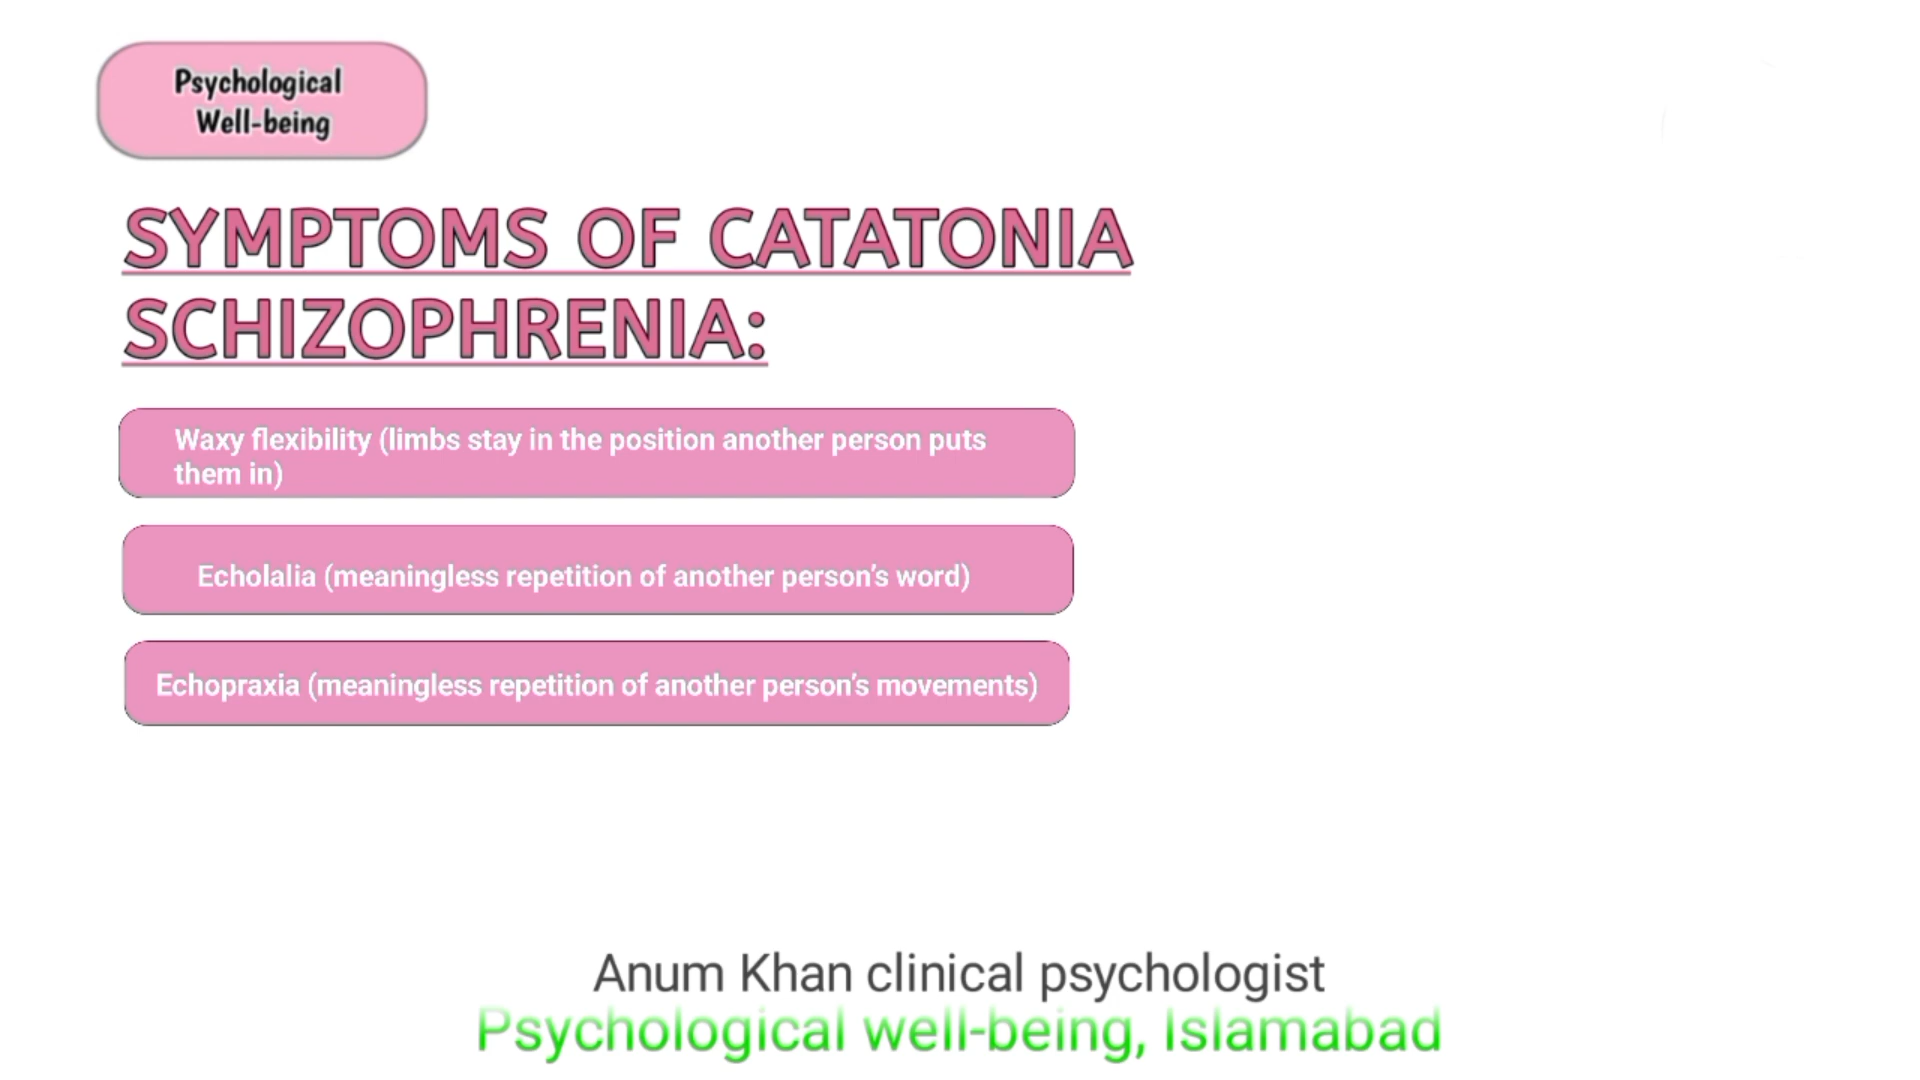 Psychological
Well-being
SYMPTOMS OF CATATONIA
SCHIZOPHRENIA:
Waxy flexibility (limbs stay in the position another person puts
them in)
Echolalia (meaningless repetition of another person's word)
Echopraxia (meaningless repetition of another person's movements)
Anum Khan clinical psychologist
Psychological well-being, Islamabad